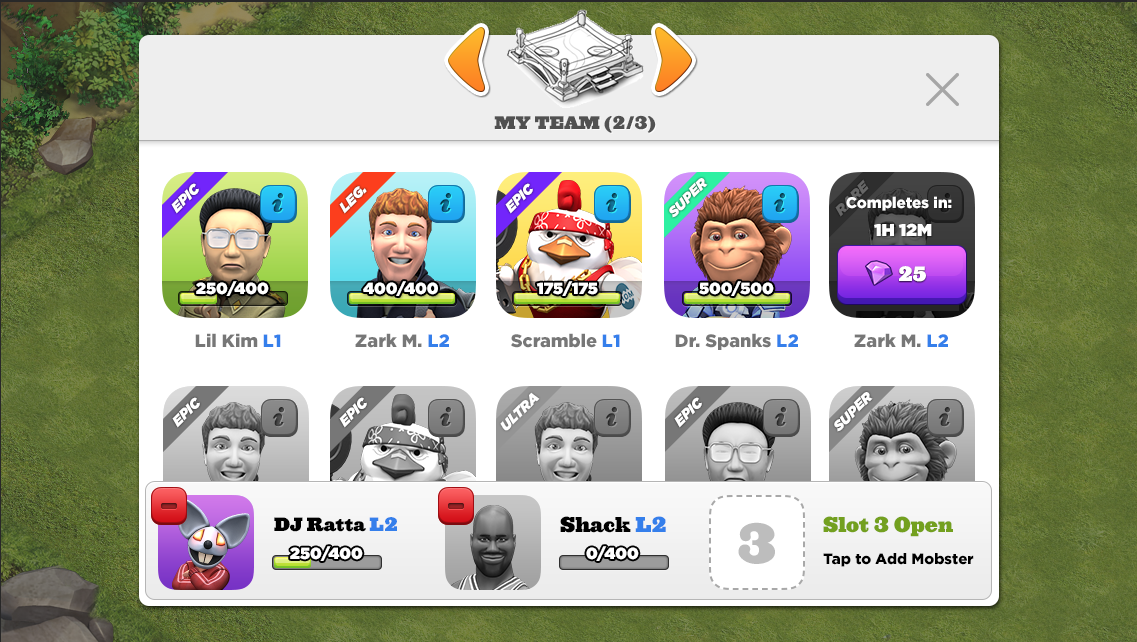 MY TEAM (2/3)
EPIC
i
250/400
Lil Kim L1
LEG.
i
400/400
Zark M. L2
EPIC
i
175/175
Scramble L1
SUPER
i
500/500
Dr. Spanks L2
RARE
Completes in:
1H 12M
25
Zark M. L2
EPIC
i
EPIC
i
ULTRA
i
EPIC
i
SUPER
i
DJ Ratta L2
250/400
Shack L2
0/400
3
Slot 3 Open
Tap to Add Mobster